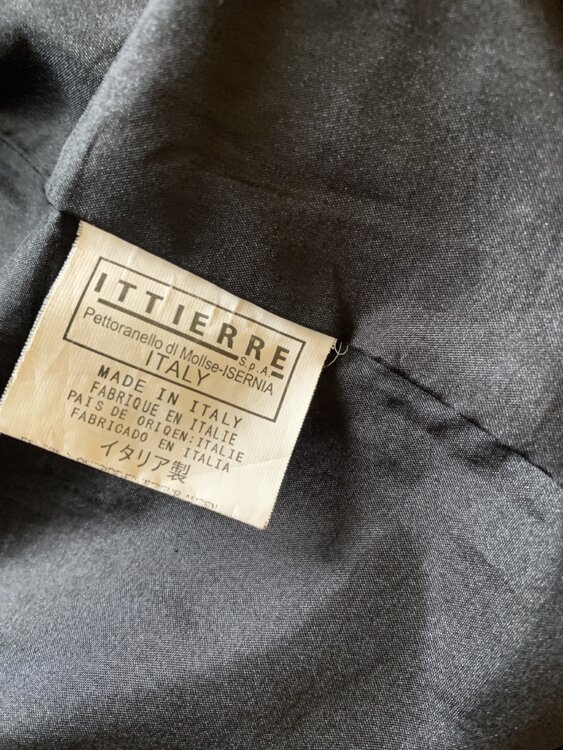 ITTIERRE
S.p.A.
Pettoranello di Molise-ISERNIA
ITALY
MADE IN ITALY
FABRIQUE EN ITALIE
PAIS DE ORIGEN:ITALIE
FABRICADO EN ITALIA
イタリア製